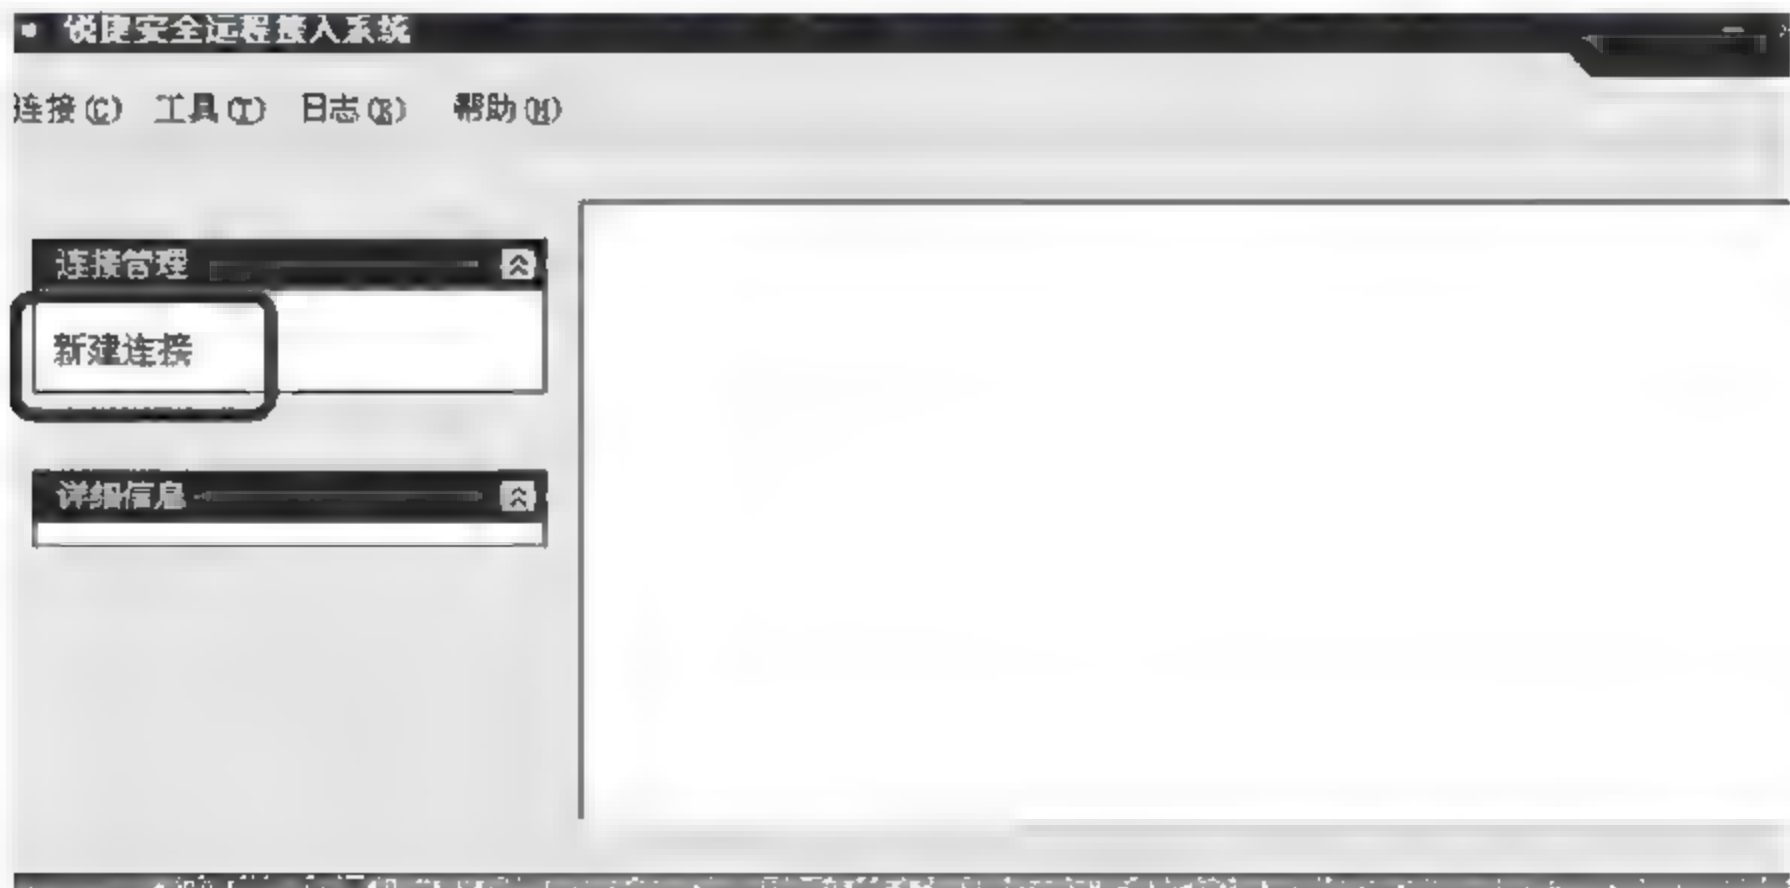 锐捷安全远程接入系统
连接(C) 工具(T) 日志(R) 帮助(H)
连接管理
新建连接
详细信息